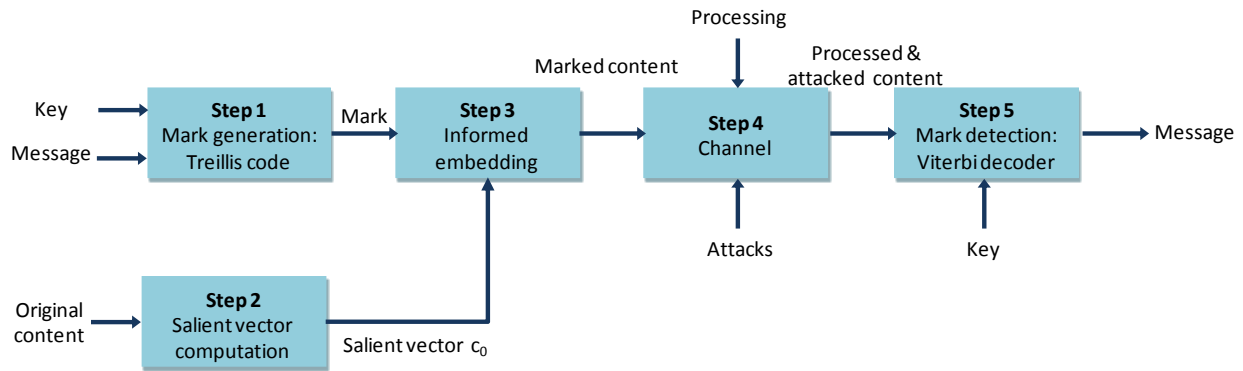 Processing
Marked content
Processed &
attacked content
Key
Message
Step 1
Mark generation:
Treillis code
Mark
Step 3
Informed
embedding
Step 4
Channel
Step 5
Mark detection:
Viterbi decoder
Message
Attacks
Key
Original
content
Step 2
Salient vector
computation
Salient vector c₀